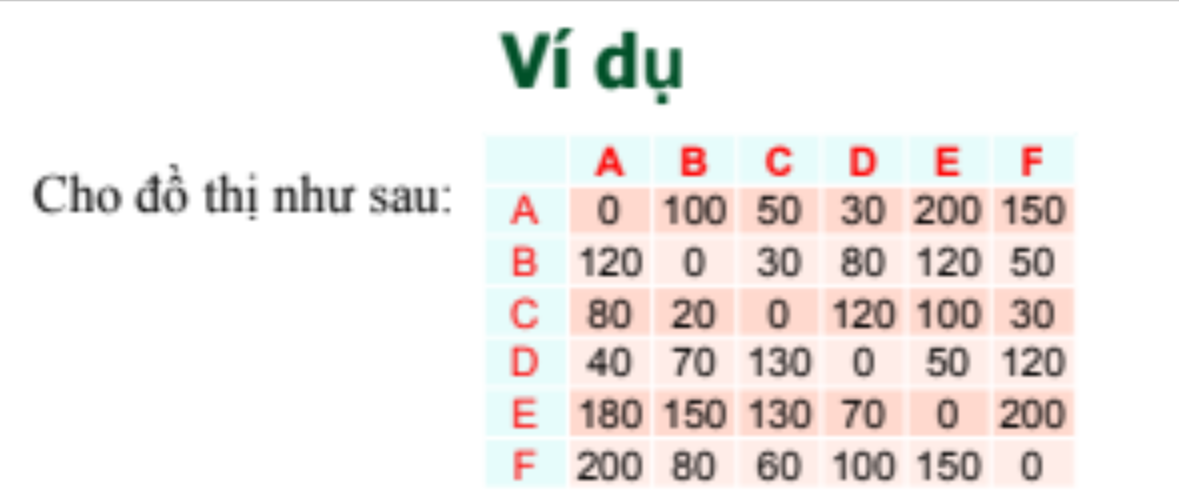 Ví dụ
Cho đồ thị như sau:
A B C D E F
A 0 100 50 30 200 150
B 120 0 30 80 120 50
C 80 20 0 120 100 30
D 40 70 130 0 50 120
E 180 150 130 70 0 200
F 200 80 60 100 150 0